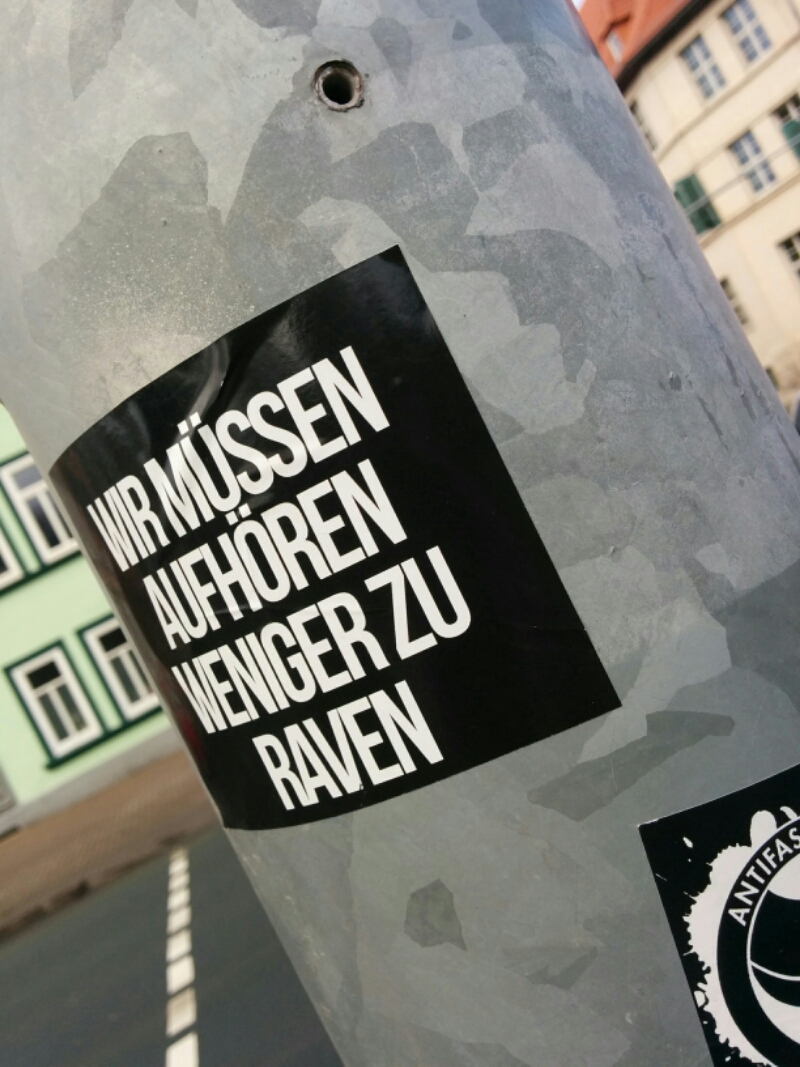 WIR MÜSSEN
AUFHÖREN
WENIGER ZU
RAVEN
ANTIFAS